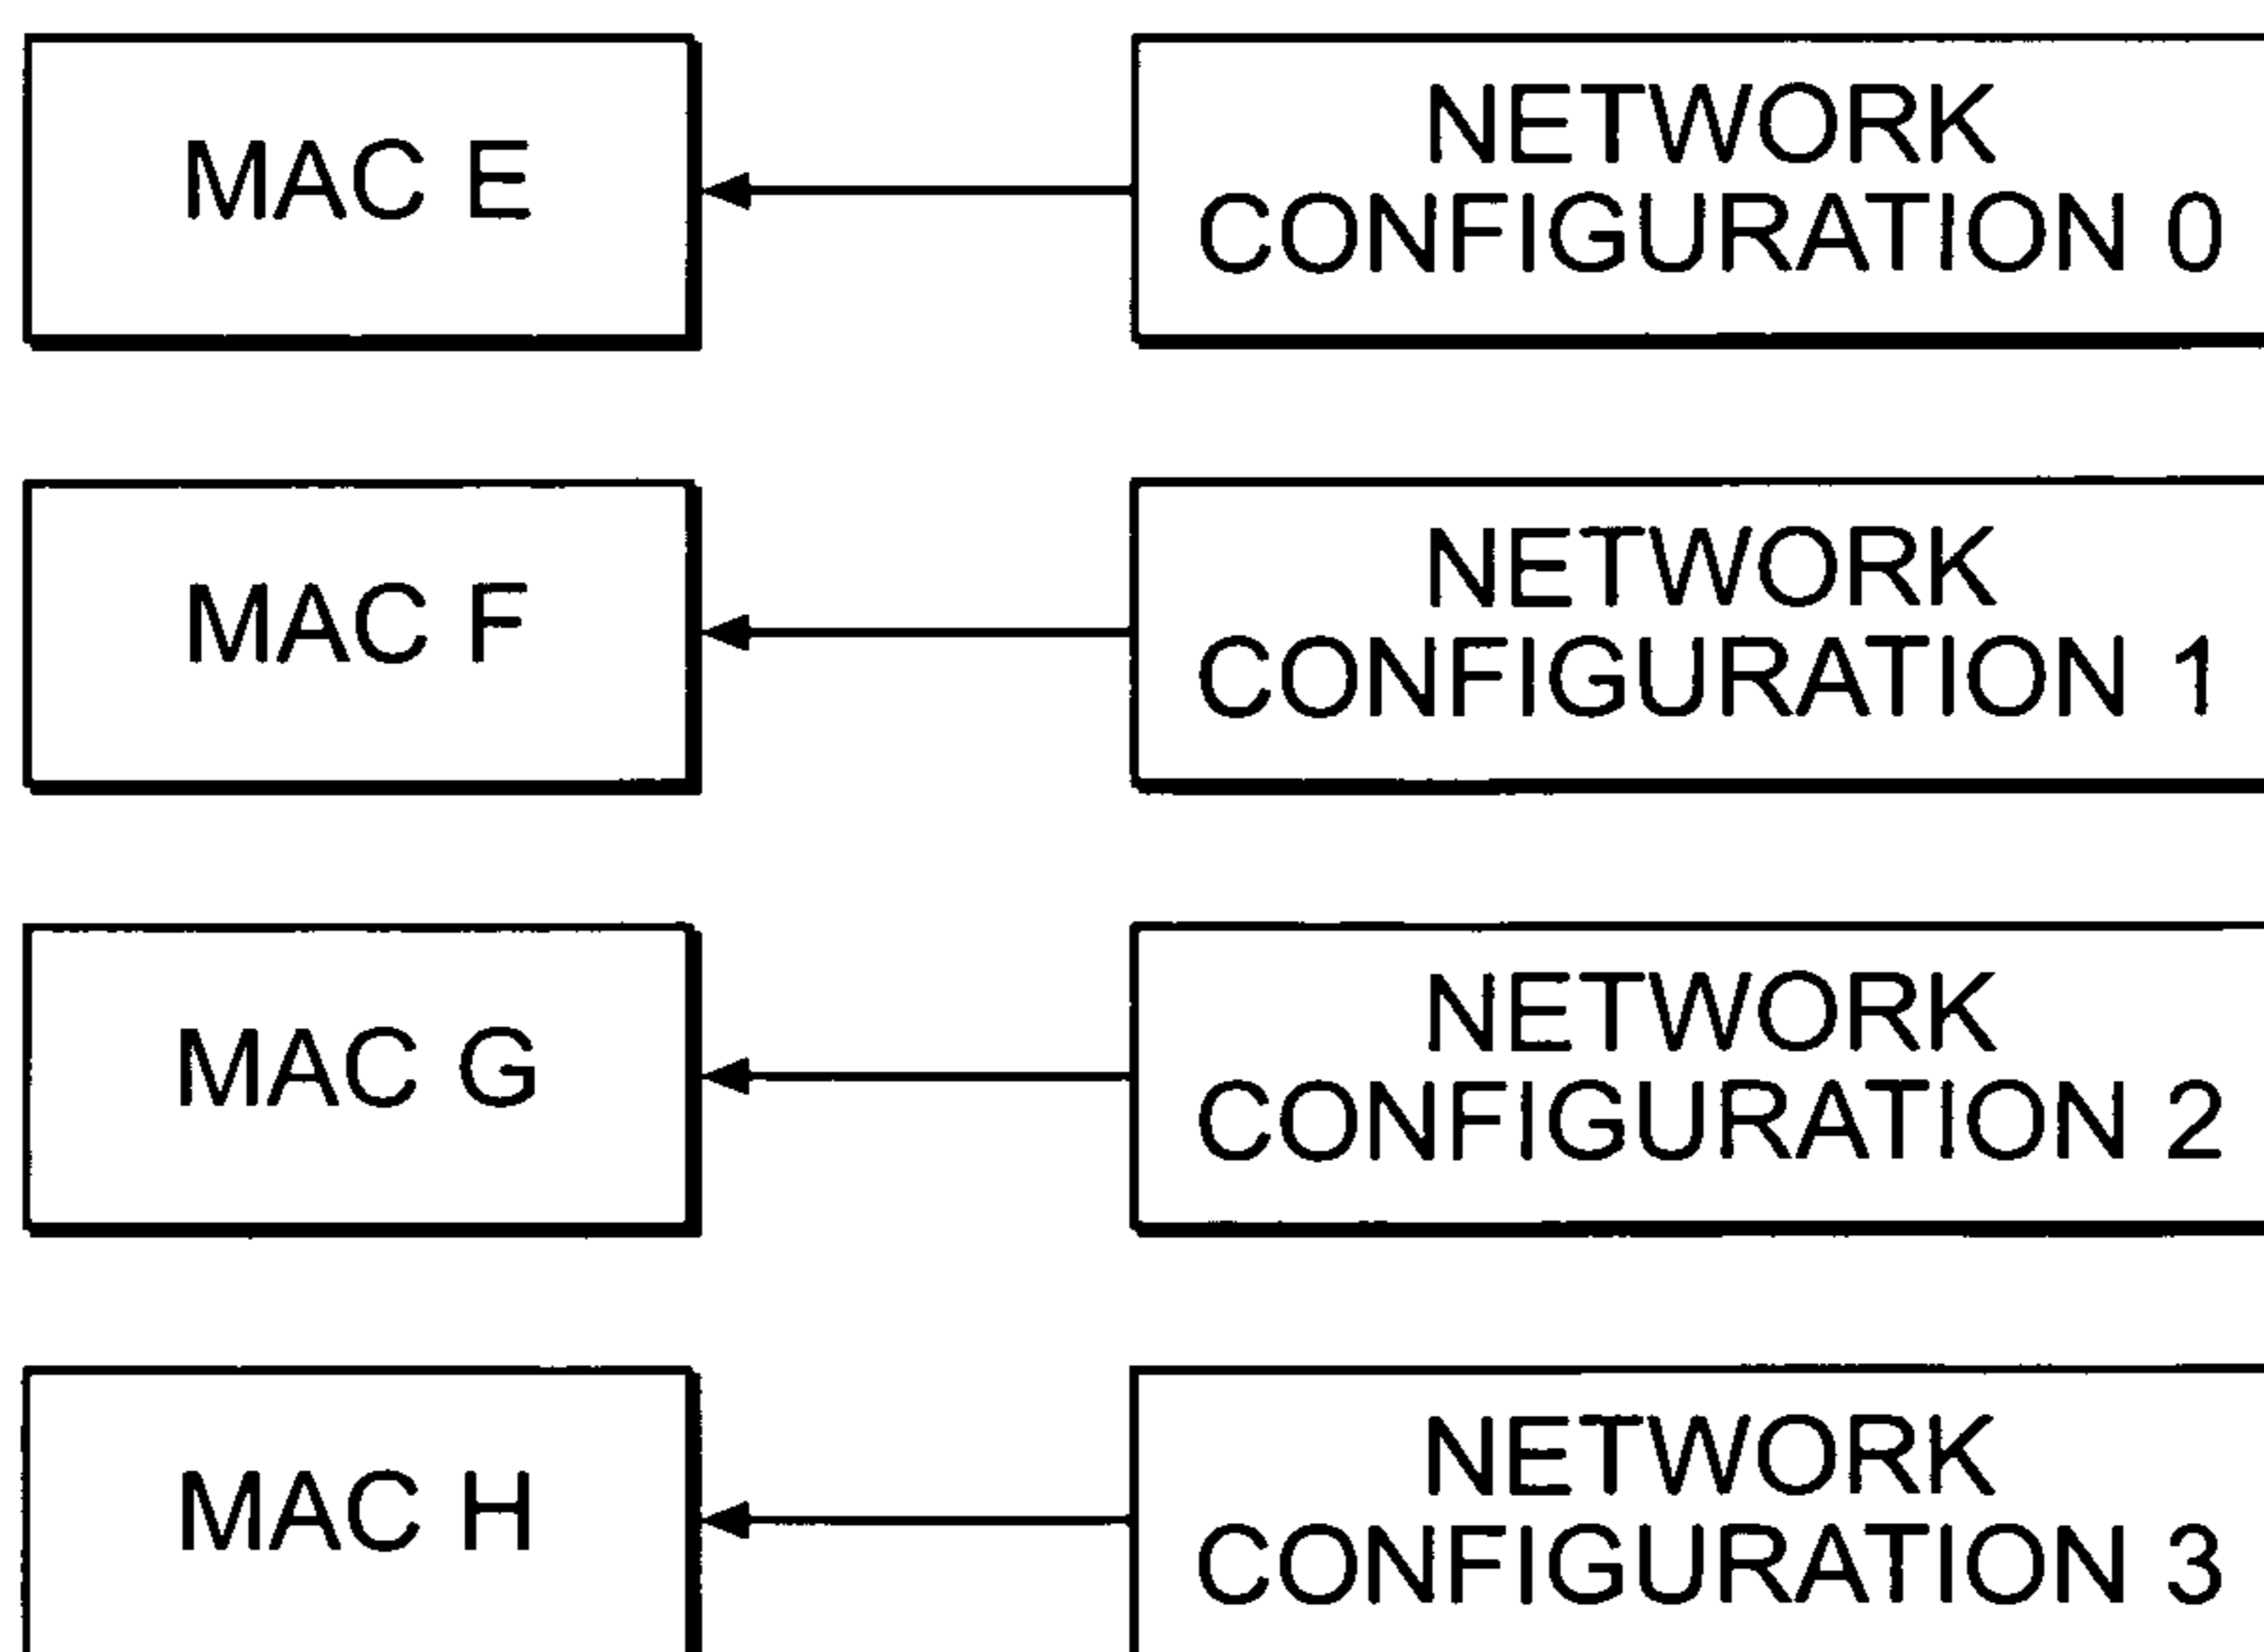 MAC E
NETWORK
CONFIGURATION 0
MAC F
NETWORK
CONFIGURATION 1
MAC G
NETWORK
CONFIGURATION 2
MAC H
NETWORK
CONFIGURATION 3